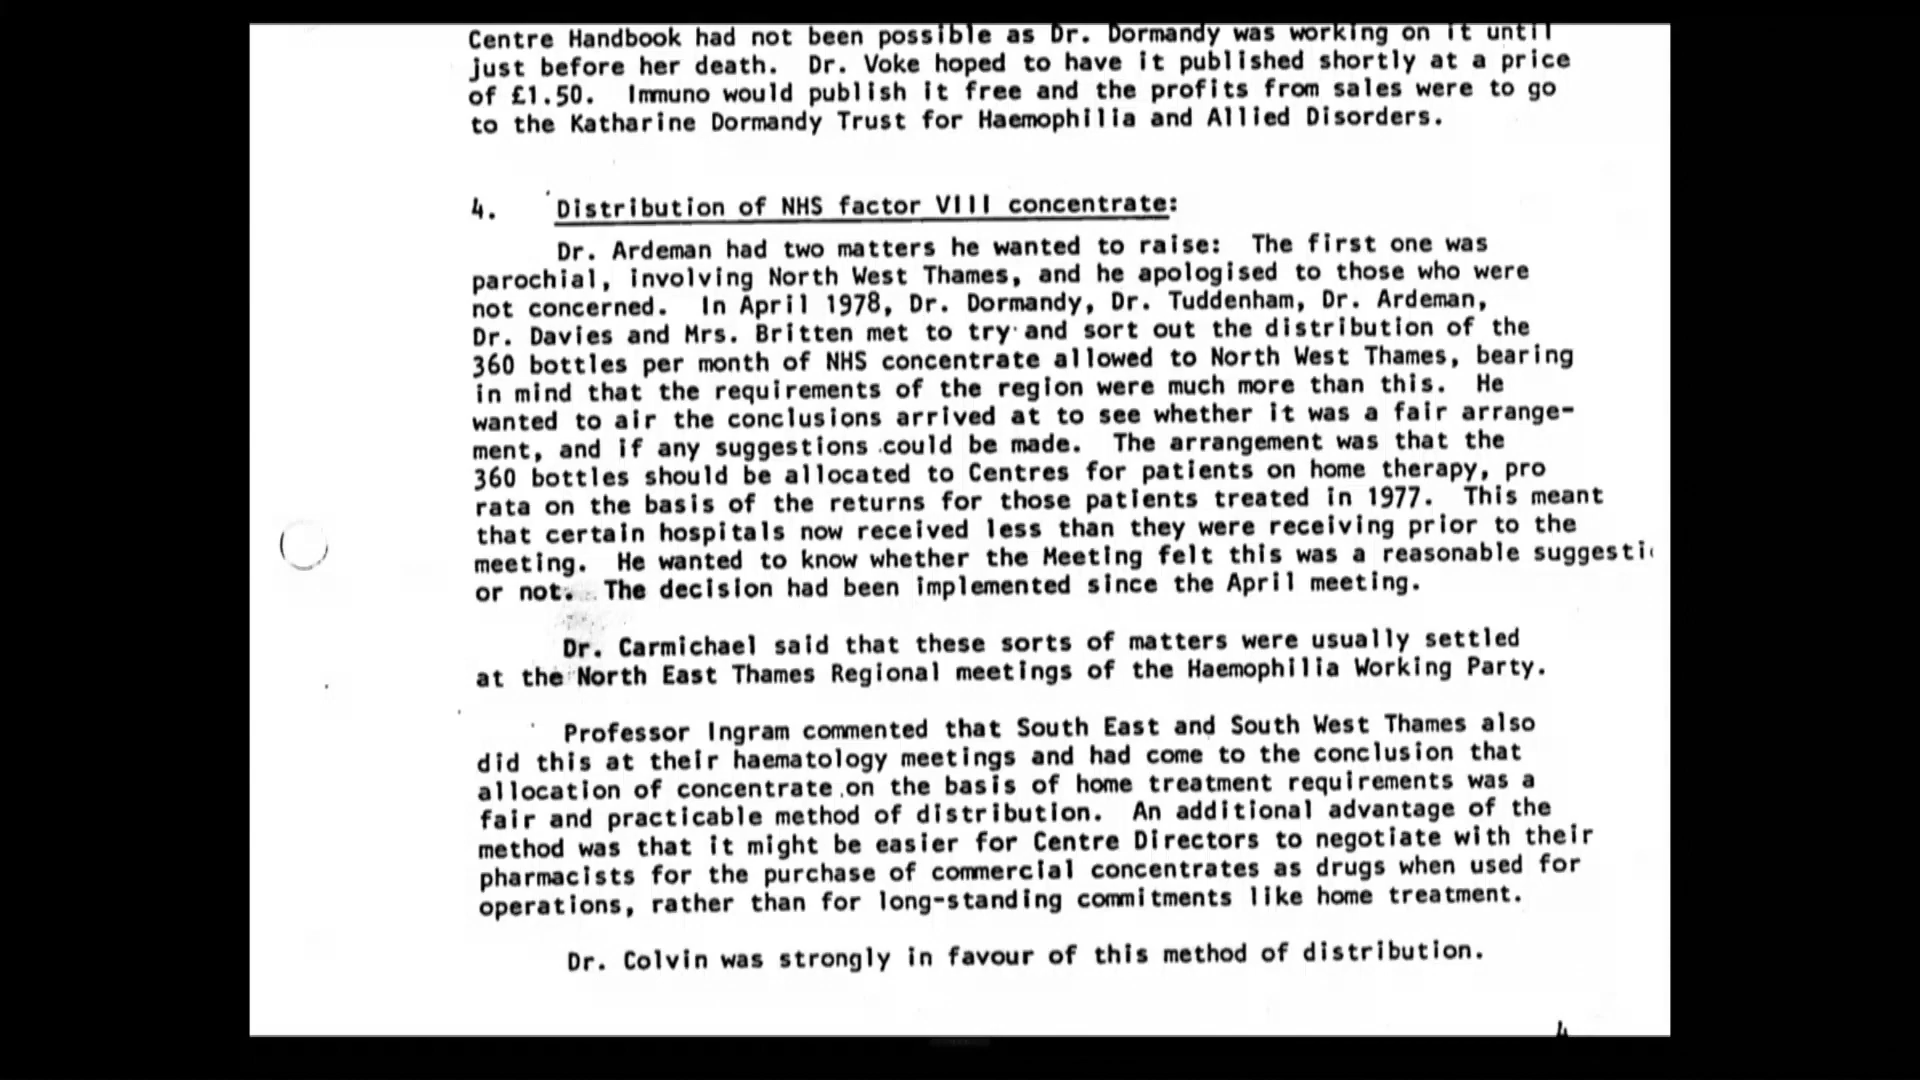 Centre Handbook had not been possible as Dr. Dormandy was working on it until
just before her death. Dr. Voke hoped to have it published shortly at a price
of £1.50. Immuno would publish it free and the profits from sales were to go
to the Katharine Dormandy Trust for Haemophilia and Allied Disorders.
4. Distribution of NHS factor VIII concentrate:
Dr. Ardeman had two matters he wanted to raise: The first one was
parochial, involving North West Thames, and he apologised to those who were
not concerned. In April 1978, Dr. Dormandy, Dr. Tuddenham, Dr. Ardeman,
Dr. Davies and Mrs. Britten met to try and sort out the distribution of the
360 bottles per month of NHS concentrate allowed to North West Thames, bearing
in mind that the requirements of the region were much more than this. He
wanted to air the conclusions arrived at to see whether it was a fair arrange-
ment, and if any suggestions could be made. The arrangement was that the
360 bottles should be allocated to Centres for patients on home therapy, pro
rata on the basis of the returns for those patients treated in 1977. This meant
that certain hospitals now received less than they were receiving prior to the
meeting. He wanted to know whether the Meeting felt this was a reasonable suggesti
or not. The decision had been implemented since the April meeting.
Dr. Carmichael said that these sorts of matters were usually settled
at the North East Thames Regional meetings of the Haemophilia Working Party.
Professor Ingram commented that South East and South West Thames also
did this at their haematology meetings and had come to the conclusion that
allocation of concentrate on the basis of home treatment requirements was a
fair and practicable method of distribution. An additional advantage of the
method was that it might be easier for Centre Directors to negotiate with their
pharmacists for the purchase of commercial concentrates as drugs when used for
operations, rather than for long-standing commitments like home treatment.
Dr. Colvin was strongly in favour of this method of distribution.